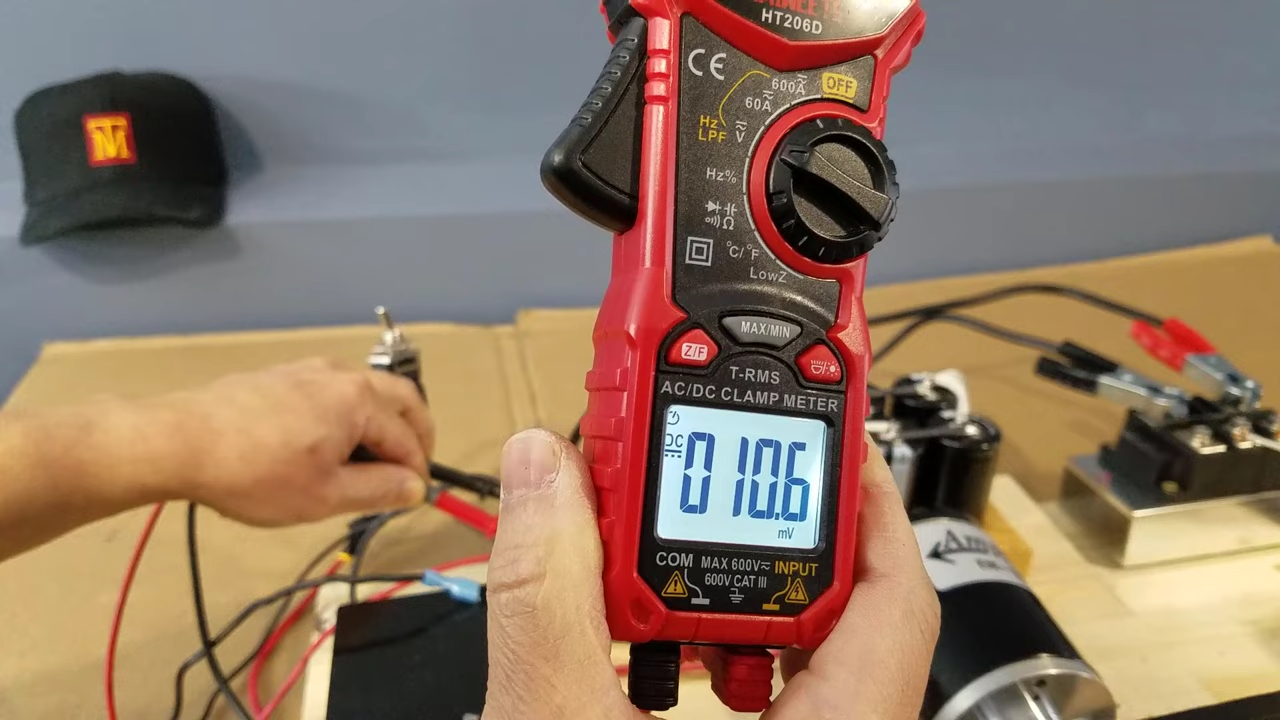 HT206D
CE
600A
OFF
60A
Hz
LPF
V
Hz%
Ω
°C/°F
LowZ
MAX/MIN
Z/F
T-RMS
AC/DC CLAMP METER
DC
010.6
mV
COM MAX 600V INPUT
600V CAT III
TM